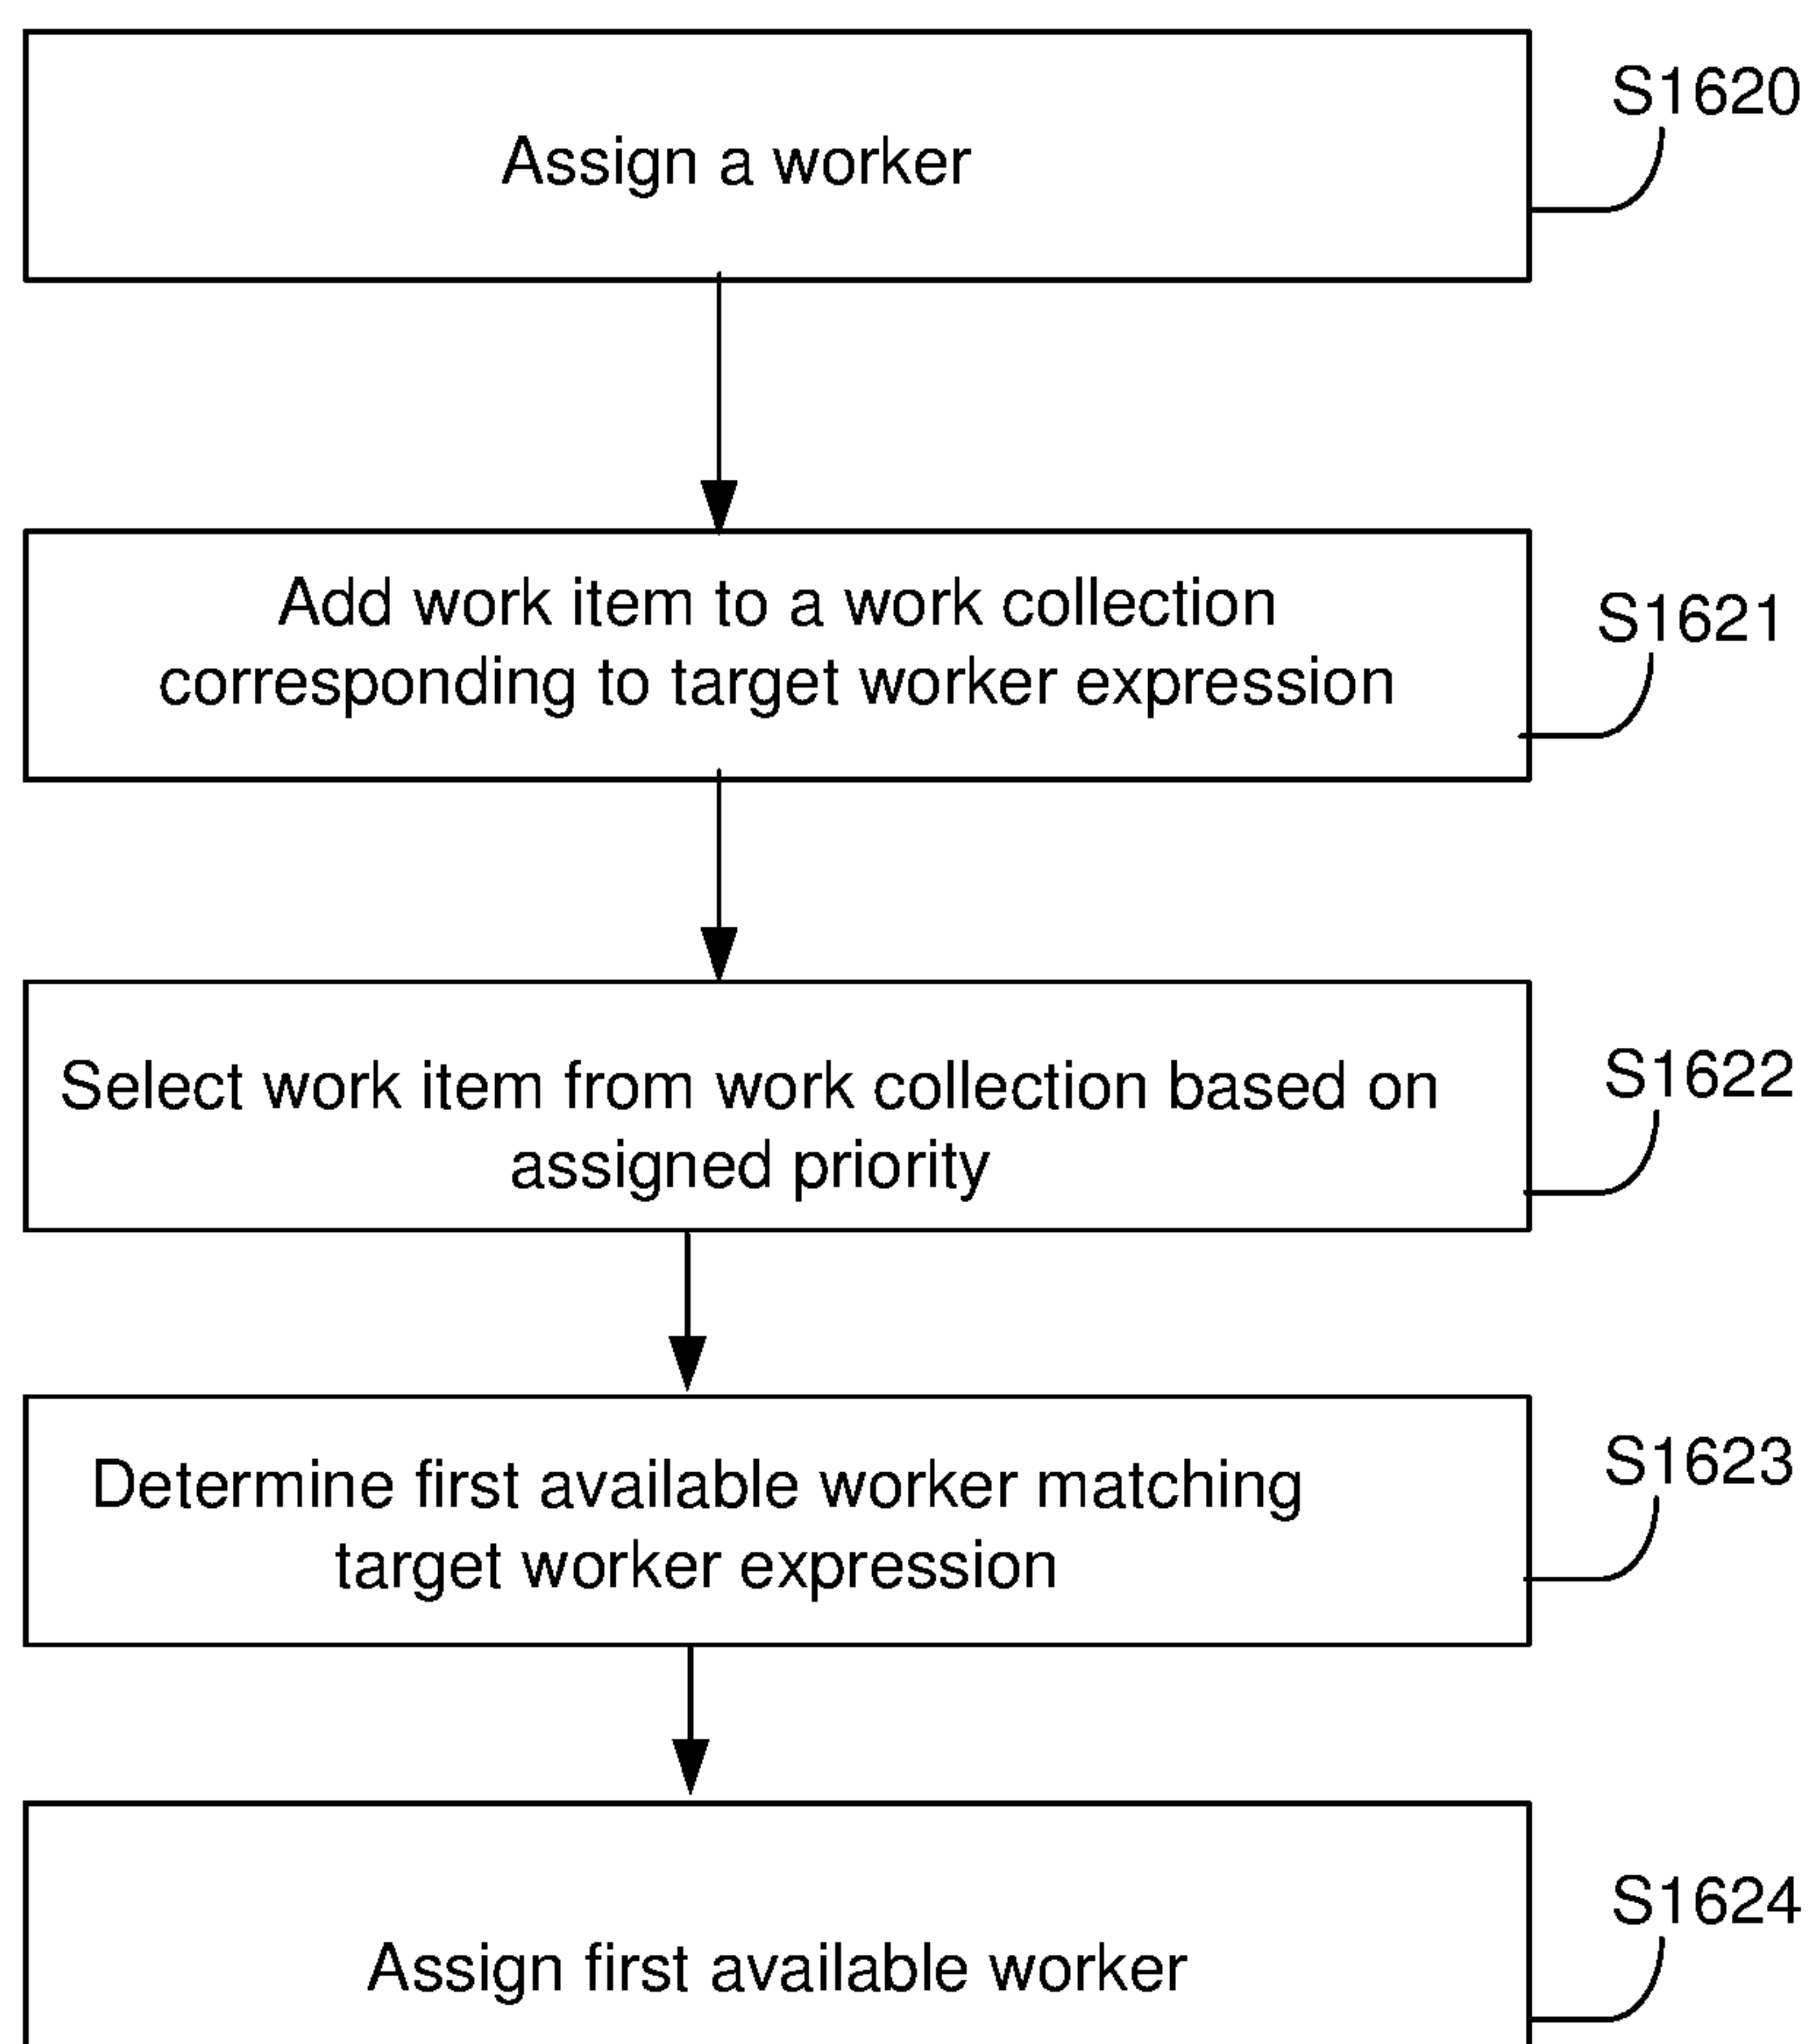 Assign a worker
S1620
Add work item to a work collection
corresponding to target worker expression
S1621
Select work item from work collection based on
assigned priority
S1622
Determine first available worker matching
target worker expression
S1623
Assign first available worker
S1624